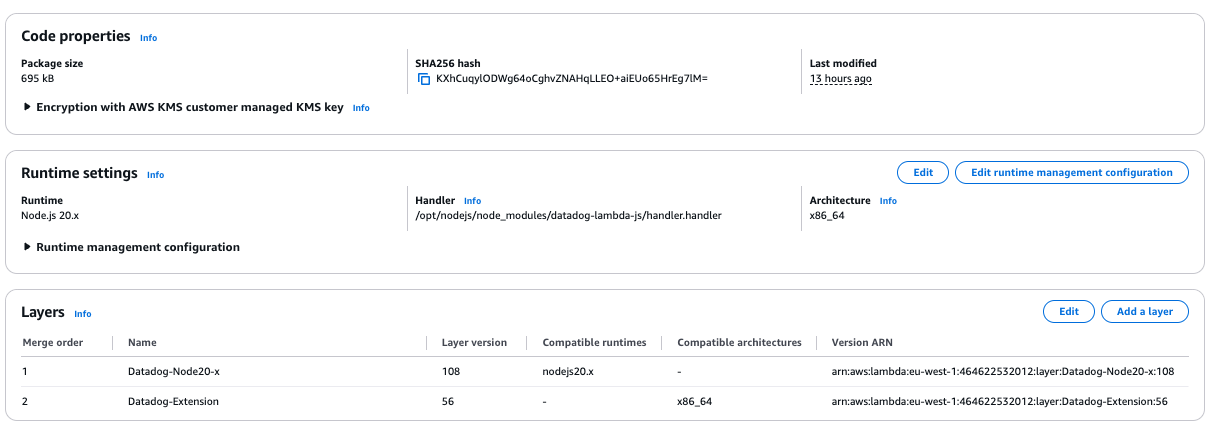 Code properties Info
Package size SHA256 hash Last modified
695 kB KXhCuqylODWg64oCghvZNAHqLLEO+aiEUo65HrEg7lM= 13 hours ago
Encryption with AWS KMS customer managed KMS key Info
Runtime settings Info Edit Edit runtime management configuration
Runtime Handler Info Architecture Info
Node.js 20.x /opt/nodejs/node_modules/datadog-lambda-js/handler.handler x86_64
Runtime management configuration
Layers Info Edit Add a layer
Merge order Name Layer version Compatible runtimes Compatible architectures Version ARN
1 Datadog-Node20-x 108 nodejs20.x - arn:aws:lambda:eu-west-1:464622532012:layer:Datadog-Node20-x:108
2 Datadog-Extension 56 - x86_64 arn:aws:lambda:eu-west-1:464622532012:layer:Datadog-Extension:56